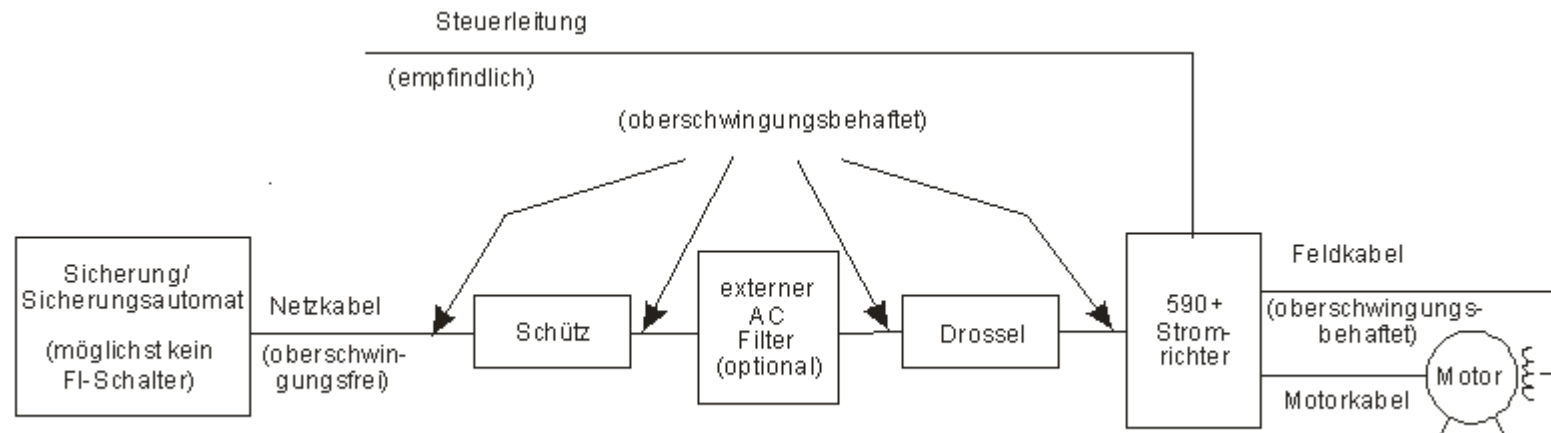 Steuerleitung
(empfindlich)
(oberschwingungsbehaftet)
Sicherung/
Sicherungsautomat
(möglichst kein
FI-Schalter)
Netzkabel
(oberschwin-
gungsfrei)
Schütz
externer
AC
Filter
(optional)
Drossel
590+
Strom-
richter
Feldkabel
(oberschwingungs-
behaftet)
Motor
Motorkabel